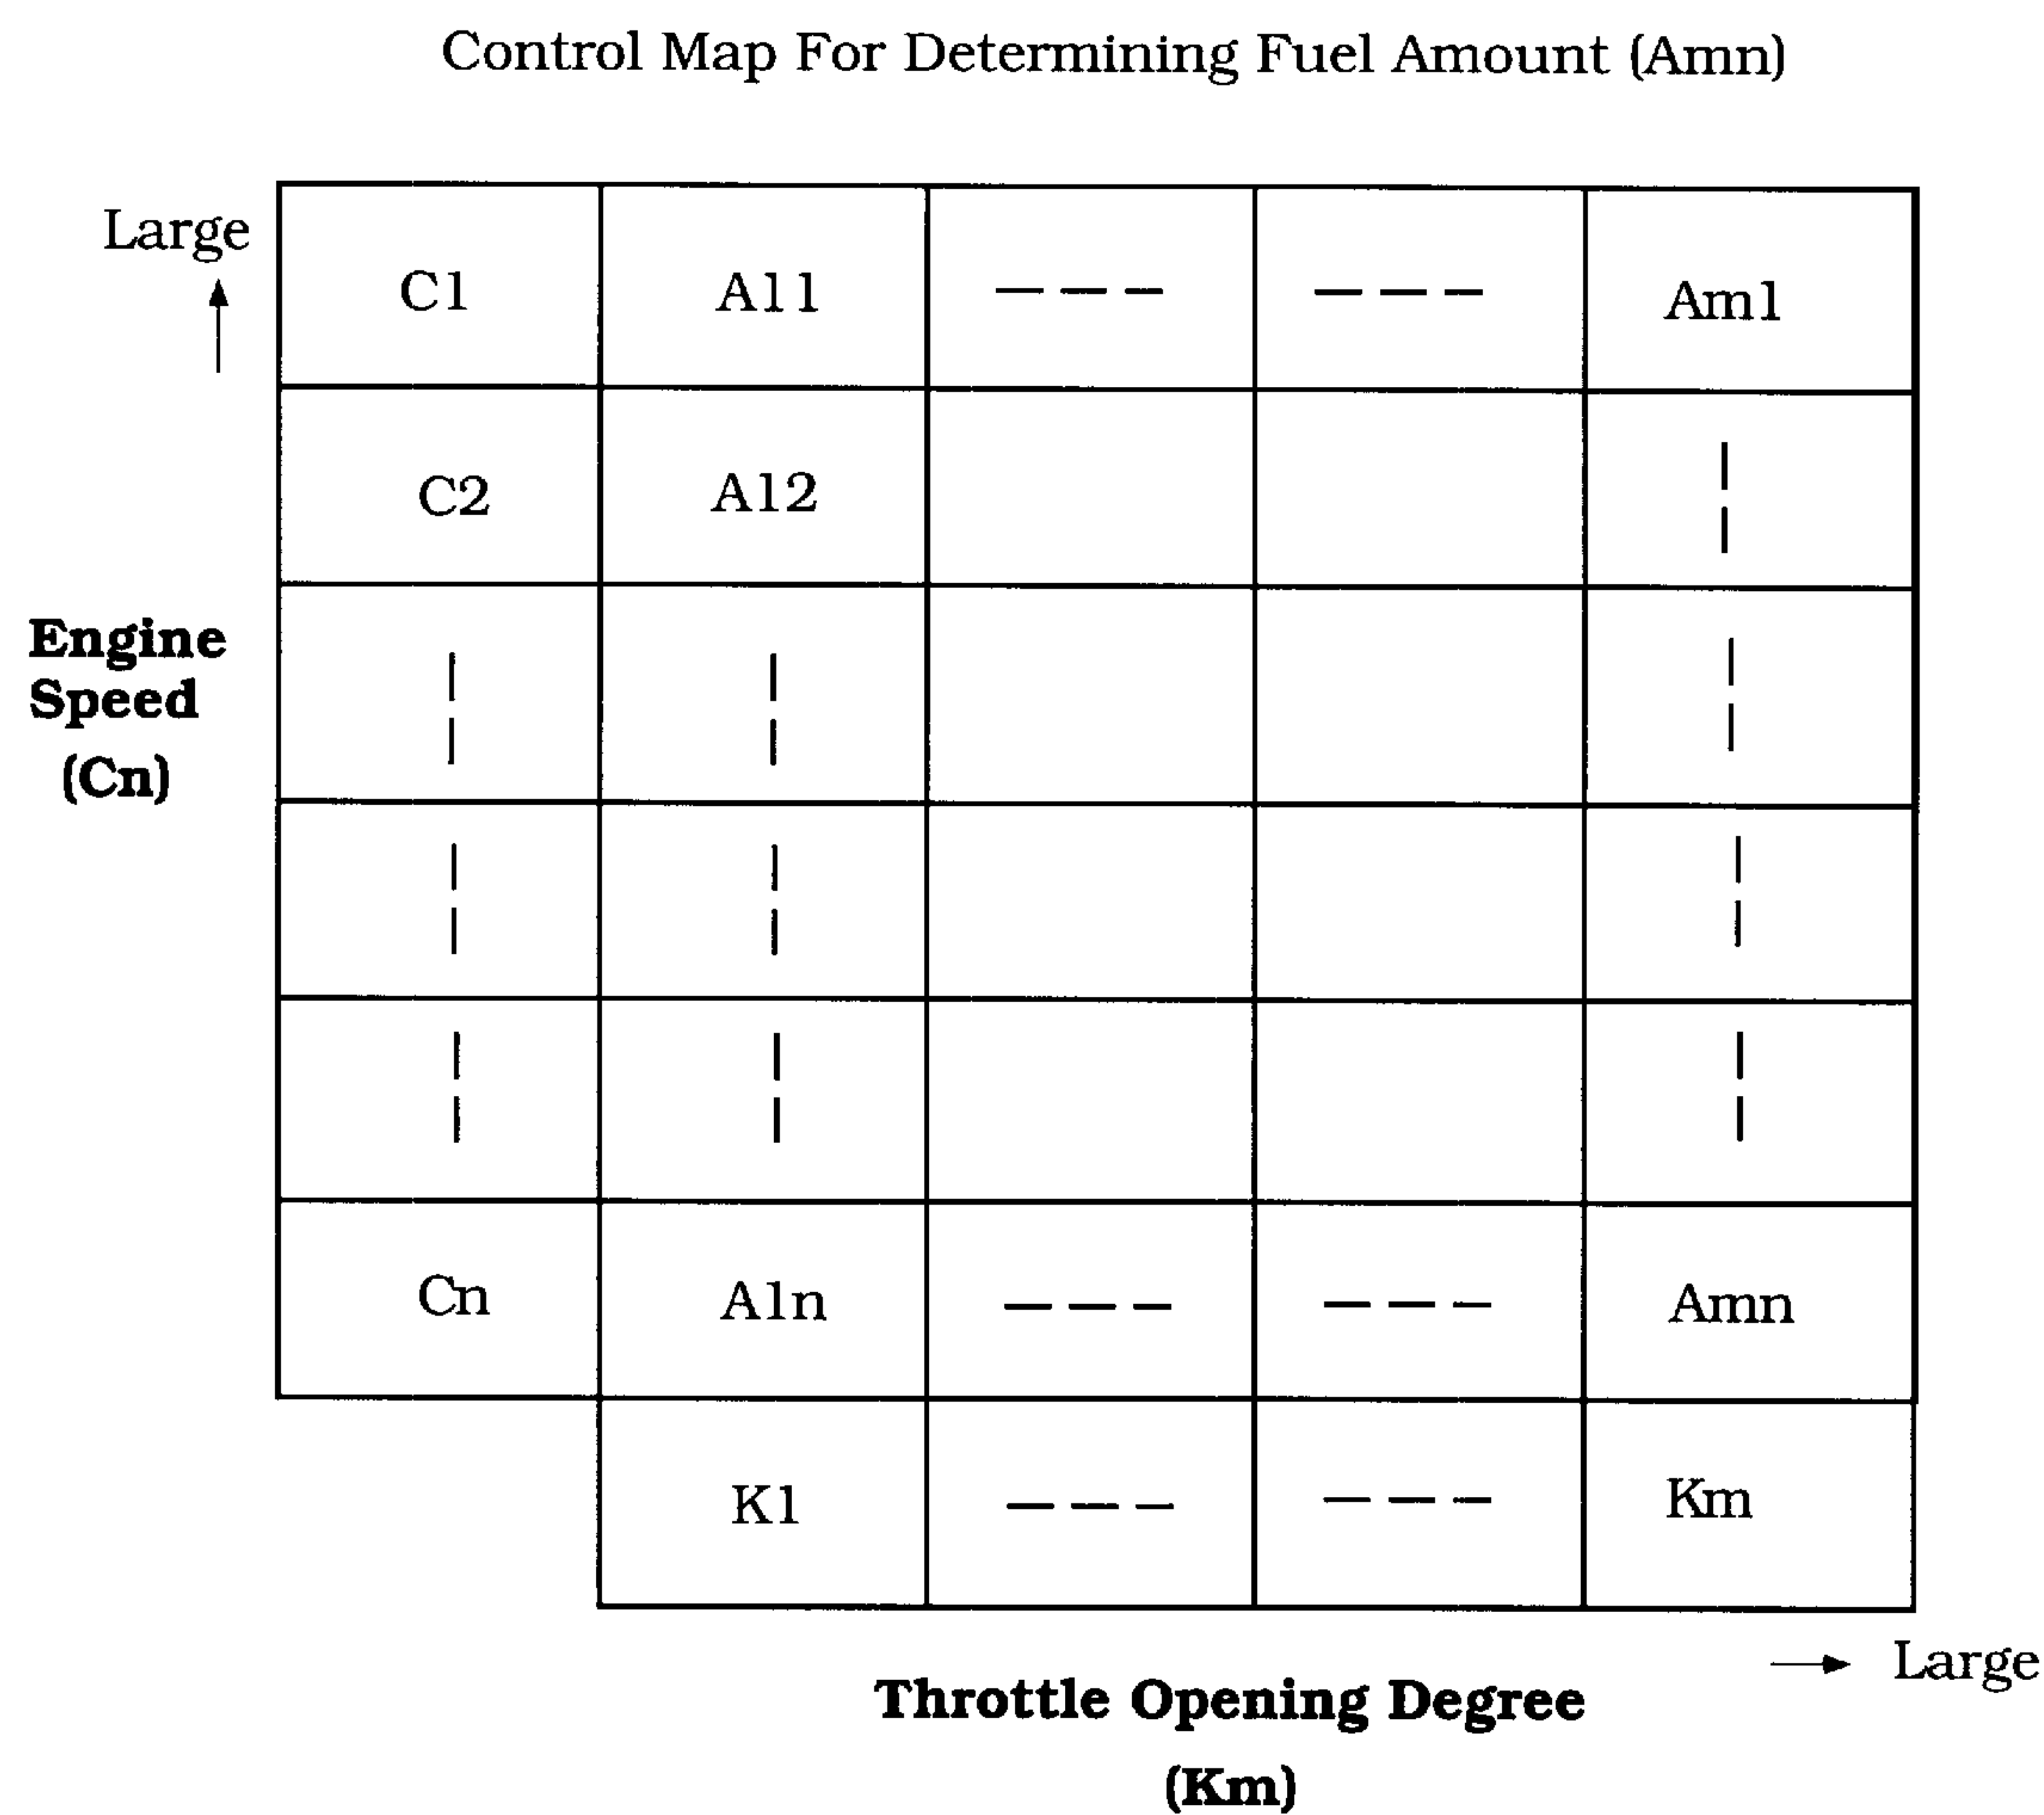 Control Map For Determining Fuel Amount (Amn)
Large
C1 A11 --- --- Am1
C2 A12
Engine
Speed
(Cn)
Cn A1n --- --- Amn
K1 --- --- Km
Large
Throttle Opening Degree
(Km)